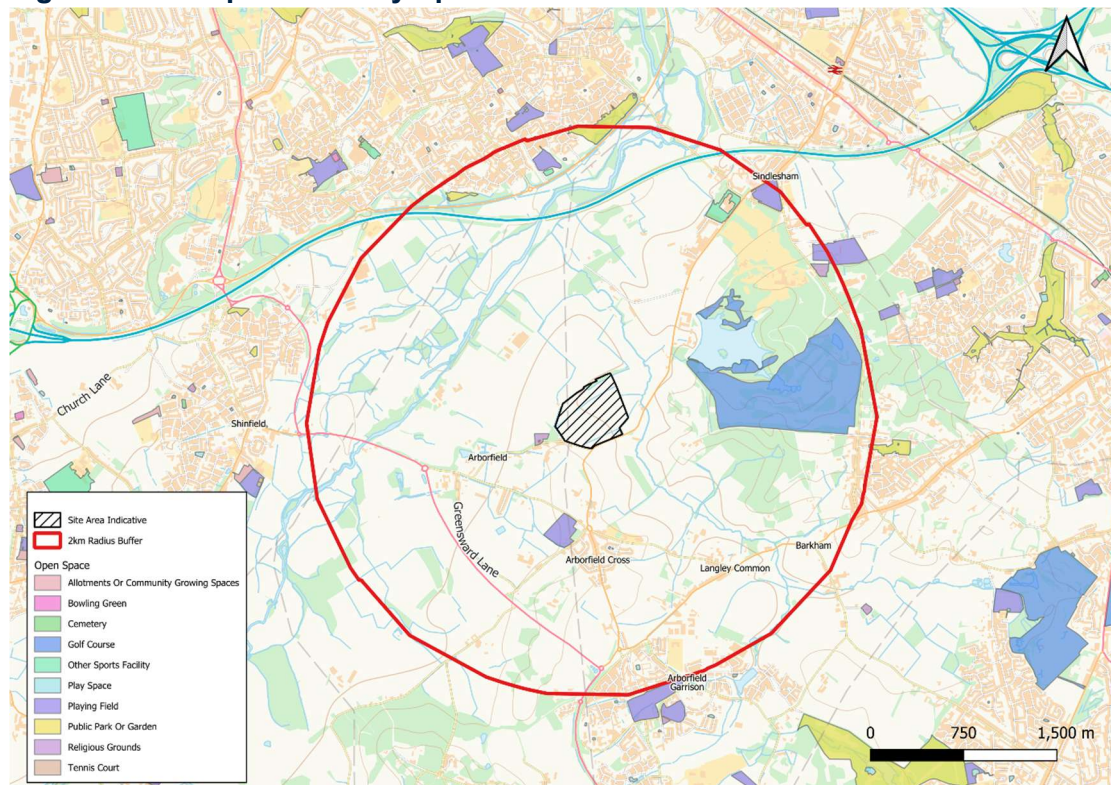 Sindlesham
Church Lane
Shinfield,
Arborfield
Greensward Lane
Arborfield Cross
Langley Common
Barkham
Arborfield
Garrison
Site Area Indicative
2km Radius Buffer
Open Space
Allotments Or Community Growing Spaces
Bowling Green
Cemetery
Golf Course
Other Sports Facility
Play Space
Playing Field
Public Park Or Garden
Religious Grounds
Tennis Court
0 750 1,500 m